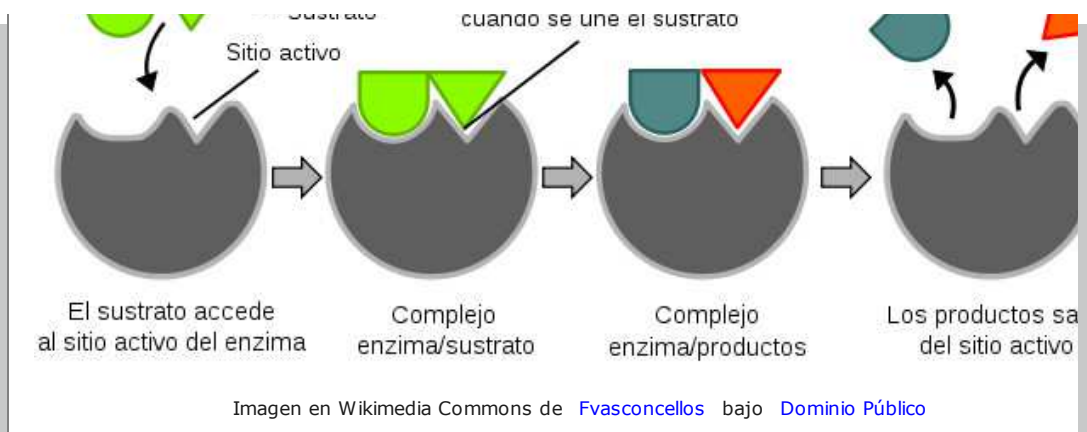 Sustrato
cuando se une el sustrato
Sitio activo
El sustrato accede
al sitio activo del enzima
Complejo
enzima/sustrato
Complejo
enzima/productos
Los productos sa
del sitio activo
Imagen en Wikimedia Commons de Fvasconcellos bajo Dominio Público